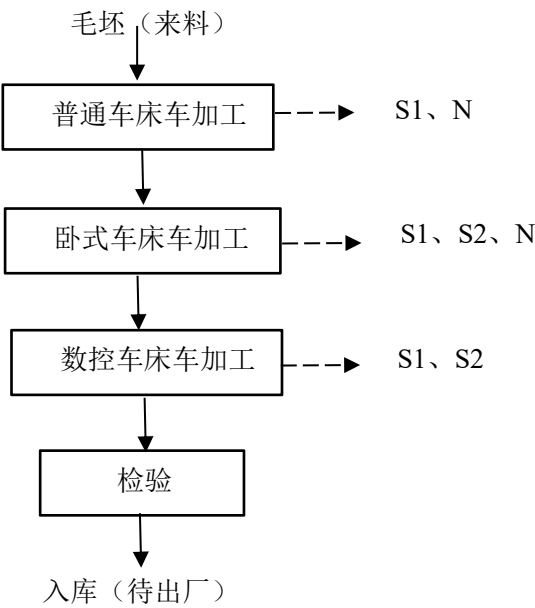 毛坯（来料）
普通车床车加工
S1、N
卧式车床车加工
S1、S2、N
数控车床车加工
S1、S2
检验
入库（待出厂）